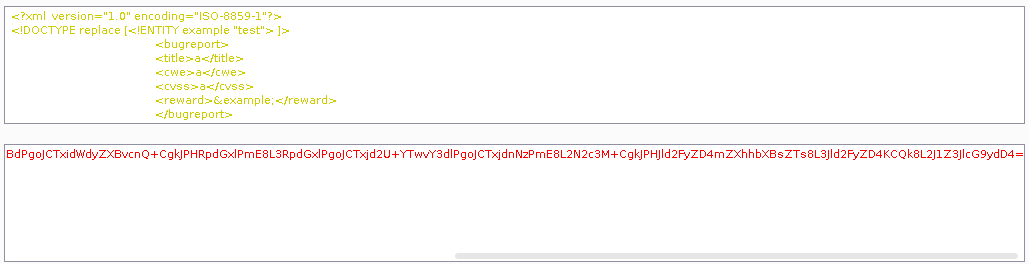 <?xml version="1.0" encoding="ISO-8859-1"?>
<!DOCTYPE replace [<!ENTITY example "test"> ]>
<bugreport>
<title>a</title>
<cwe>a</cwe>
<cvss>a</cvss>
<reward>&example;</reward>
</bugreport>
BdPgoJCTxidWdyZXBvcnQ+CgkJPHRpdGxlPmE8L3RpdGxlPgoJCTxjd2U+YTwvY3dlPgoJCTxjdnNzPmE8L2N2c3M+CgkJPHJld2FyZD4mZXhhbXBsZTs8L3Jld2FyZD4KCQk8L2J1Z3JlcG9ydD4=